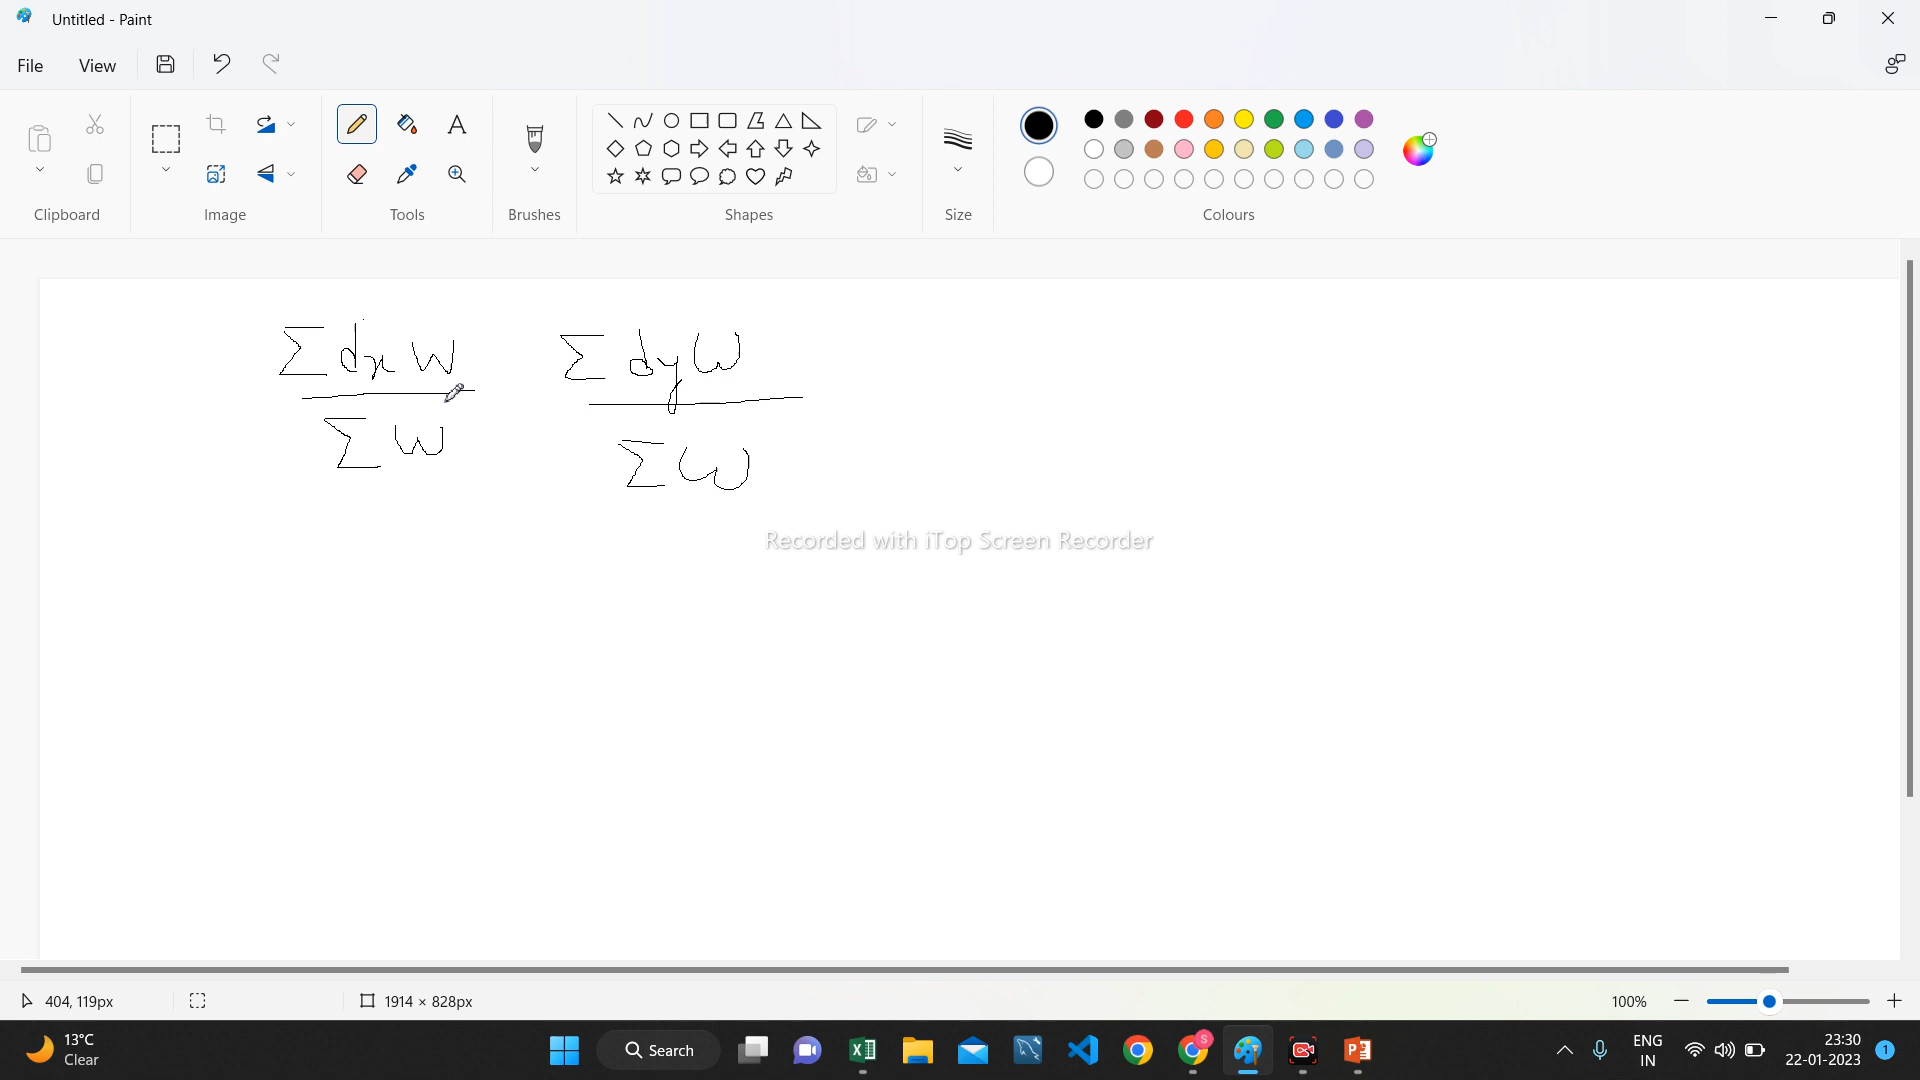 Untitled - Paint
File View
Clipboard Image Tools Brushes Shapes Size Colours
Σ dx W Σ dy W
Σ W Σ W
Recorded with iTop Screen Recorder
404, 119px 1914 × 828px 100%
13°C
Clear
Search
S
ENG
IN
23:30
22-01-2023
1